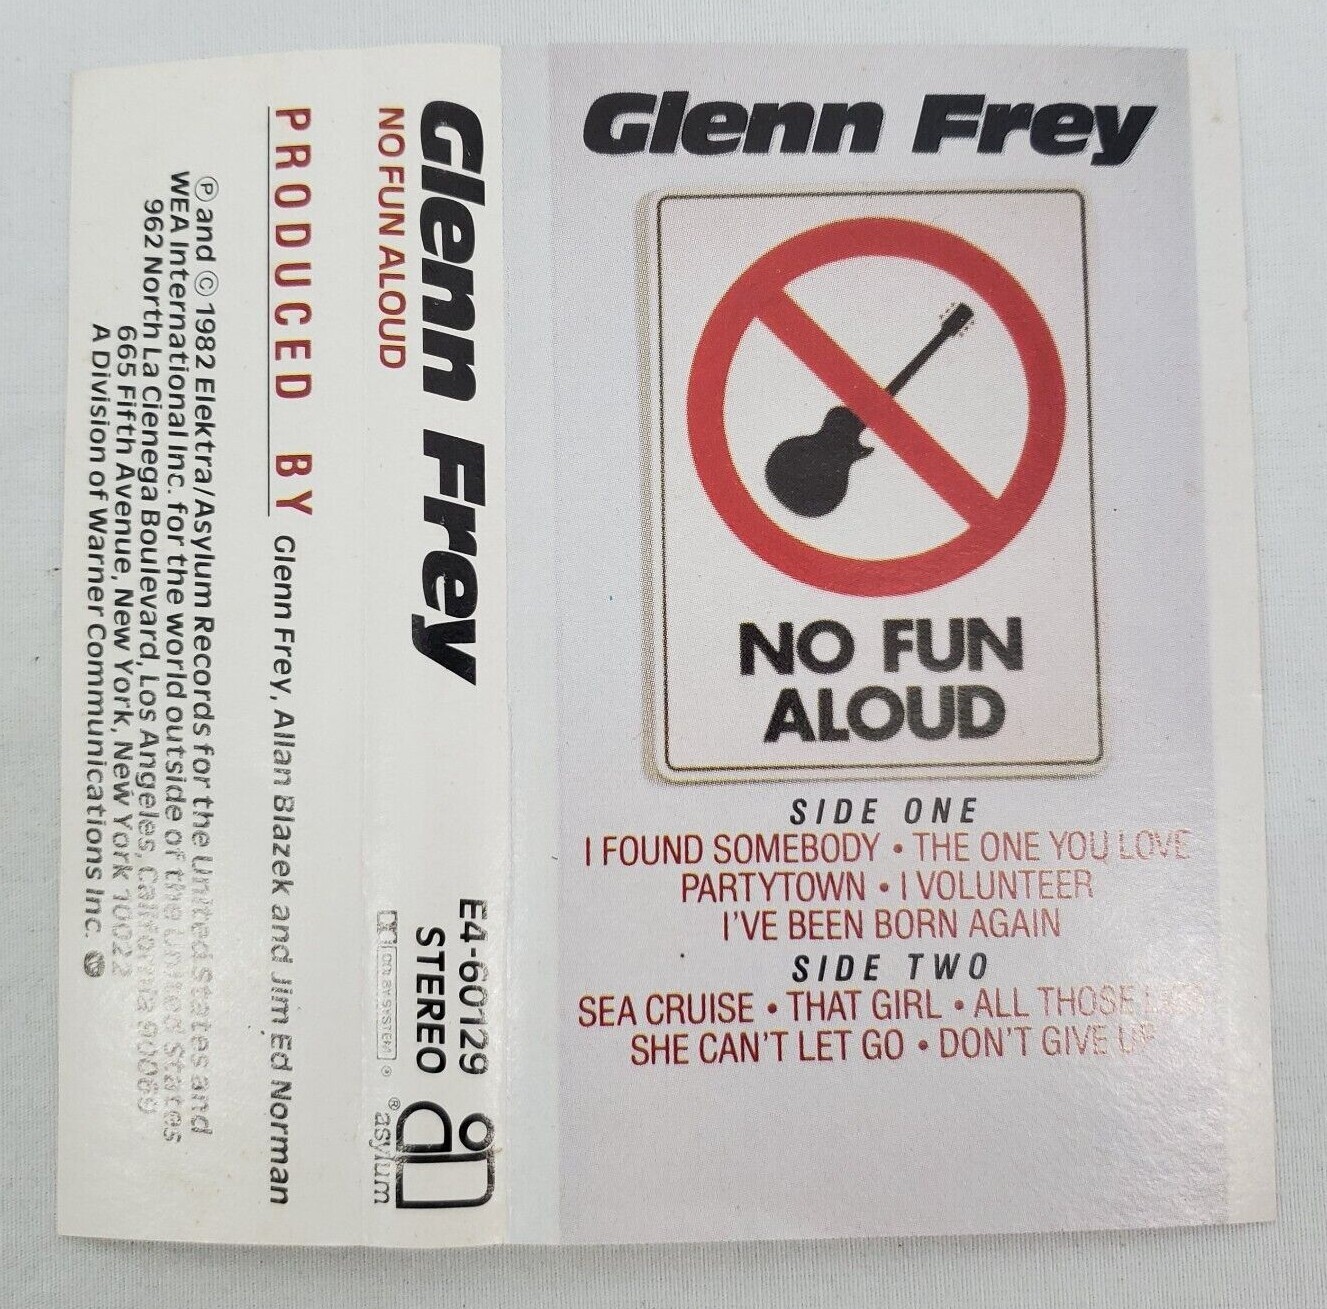 Glenn Frey
NO FUN
ALOUD
SIDE ONE
I FOUND SOMEBODY • THE ONE YOU LOVE
PARTYTOWN • I VOLUNTEER
I'VE BEEN BORN AGAIN
SIDE TWO
SEA CRUISE • THAT GIRL • ALL THOSE
SHE CAN'T LET GO • DON'T GIVE UP
Glenn Frey
NO FUN ALOUD
E4-60129
STEREO
DOLBY SYSTEM ®
® asylum
PRODUCED BY Glenn Frey, Allan Blazek and Jim Ed Norman
Ⓟ and © 1982 Elektra/Asylum Records for the United States and
WEA International Inc. for the world outside of the United States
962 North La Cienega Boulevard, Los Angeles, California 90069
665 Fifth Avenue, New York, New York 10022
A Division of Warner Communications Inc.